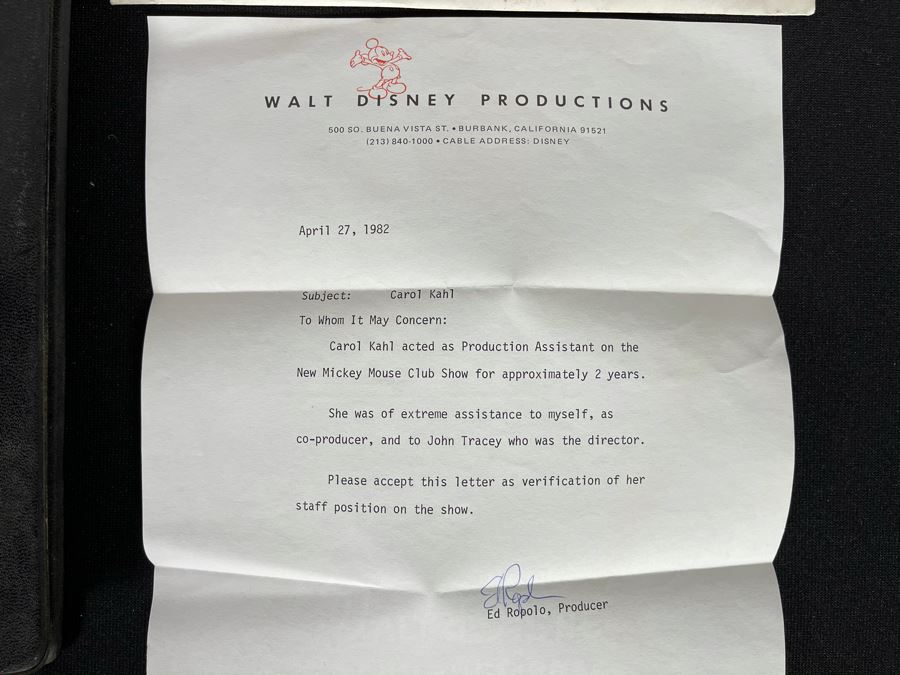 WALT DISNEY PRODUCTIONS
500 SO. BUENA VISTA ST. • BURBANK, CALIFORNIA 91521
(213) 840-1000 • CABLE ADDRESS: DISNEY
April 27, 1982
Subject: Carol Kahl
To Whom It May Concern:
Carol Kahl acted as Production Assistant on the
New Mickey Mouse Club Show for approximately 2 years.
She was of extreme assistance to myself, as
co-producer, and to John Tracey who was the director.
Please accept this letter as verification of her
staff position on the show.
Ed Ropolo, Producer